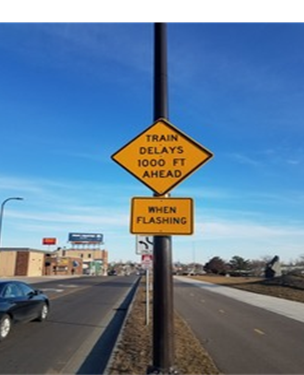 TRAIN
DELAYS
1000 FT
AHEAD
WHEN
FLASHING